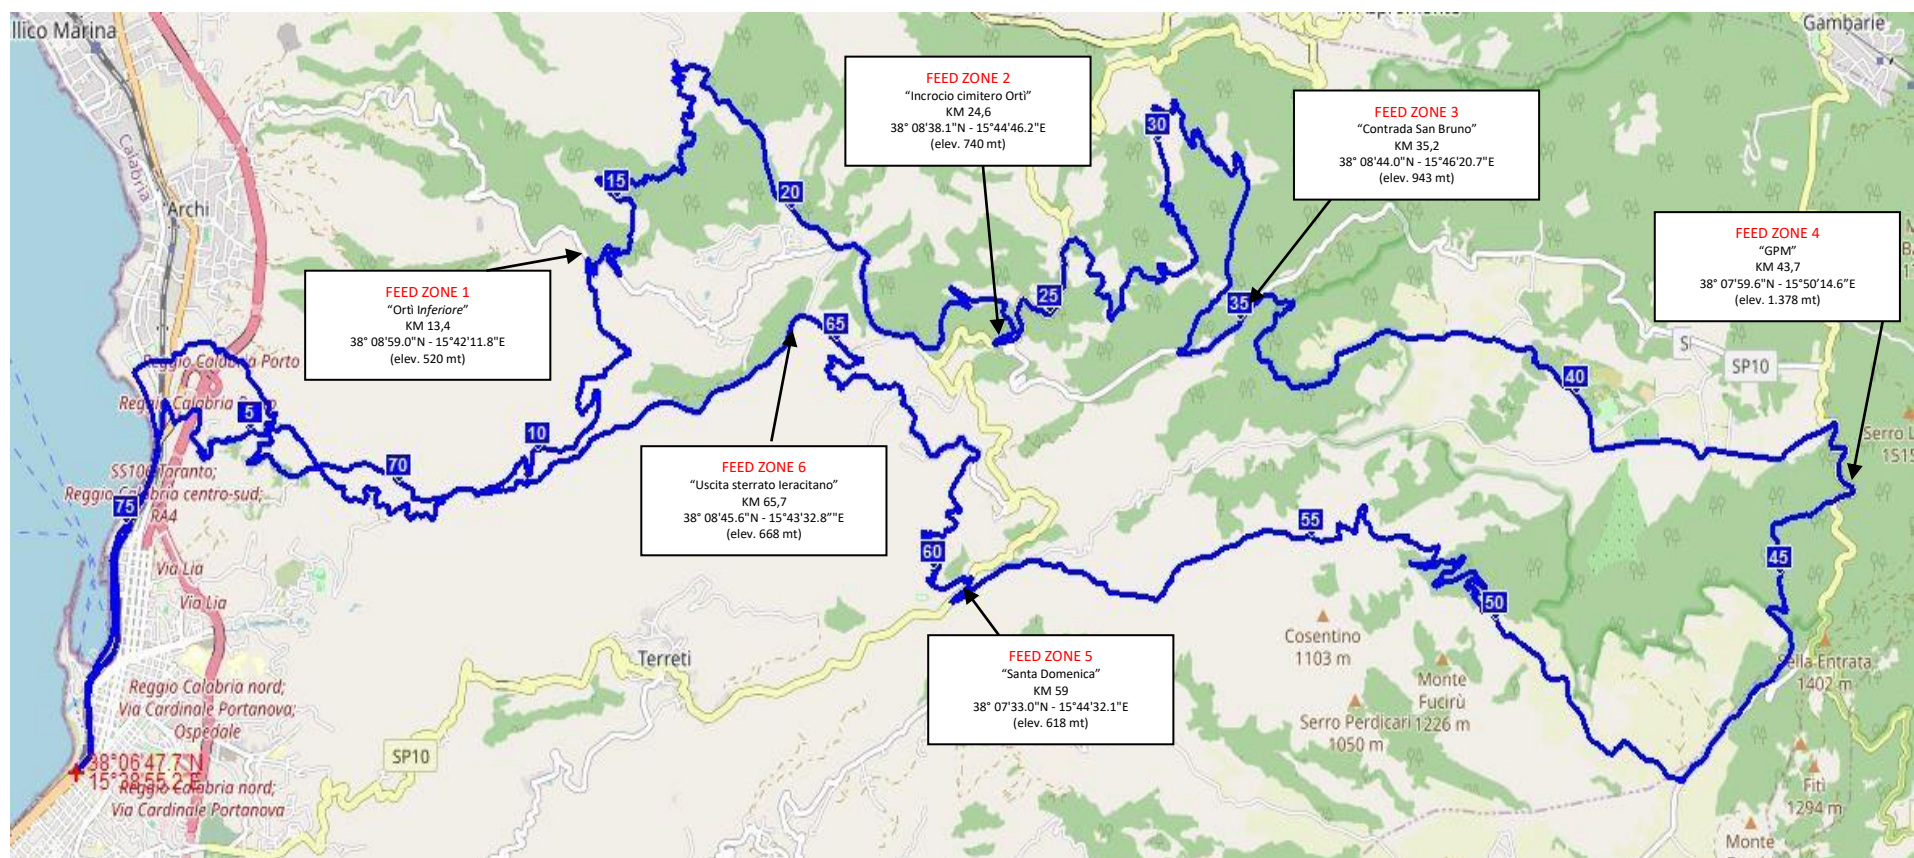 llico Marina
Gambarie
Calabria
Calabria
Archi
FEED ZONE 2
“Incrocio cimitero Ortì”
KM 24,6
38° 08'38.1"N - 15°44'46.2"E
(elev. 740 mt)
FEED ZONE 3
“Contrada San Bruno”
KM 35,2
38° 08'44.0"N - 15°46'20.7"E
(elev. 943 mt)
FEED ZONE 4
“GPM”
KM 43,7
38° 07'59.6"N - 15°50'14.6”E
(elev. 1.378 mt)
FEED ZONE 1
“Ortì Inferiore”
KM 13,4
38° 08'59.0"N - 15°42'11.8"E
(elev. 520 mt)
FEED ZONE 6
“Uscita sterrato Ieracitano”
KM 65,7
38° 08'45.6"N - 15°43'32.8”"E
(elev. 668 mt)
FEED ZONE 5
“Santa Domenica”
KM 59
38° 07'33.0"N - 15°44'32.1"E
(elev. 618 mt)
5
10
15
20
25
30
35
40
45
50
55
60
65
70
75
Reggio Calabria Porto
Reggio Calabria
SS106 Taranto;
Reggio Calabria centro-sud;
RA4
Via Lia
Via Lia
Reggio Calabria nord;
Via Cardinale Portanova;
Ospedale
38°06'47.7 N
15°38'55.2 E
Reggio Calabria nord;
Via Cardinale Portanova
Terreti
SP10
SP10
Serro
1515
Cosentino
1103 m
Monte
Fucirù
1226 m
Serro Perdicari
1050 m
Sella Entrata
1402 m
Fiti
1294 m
Monte